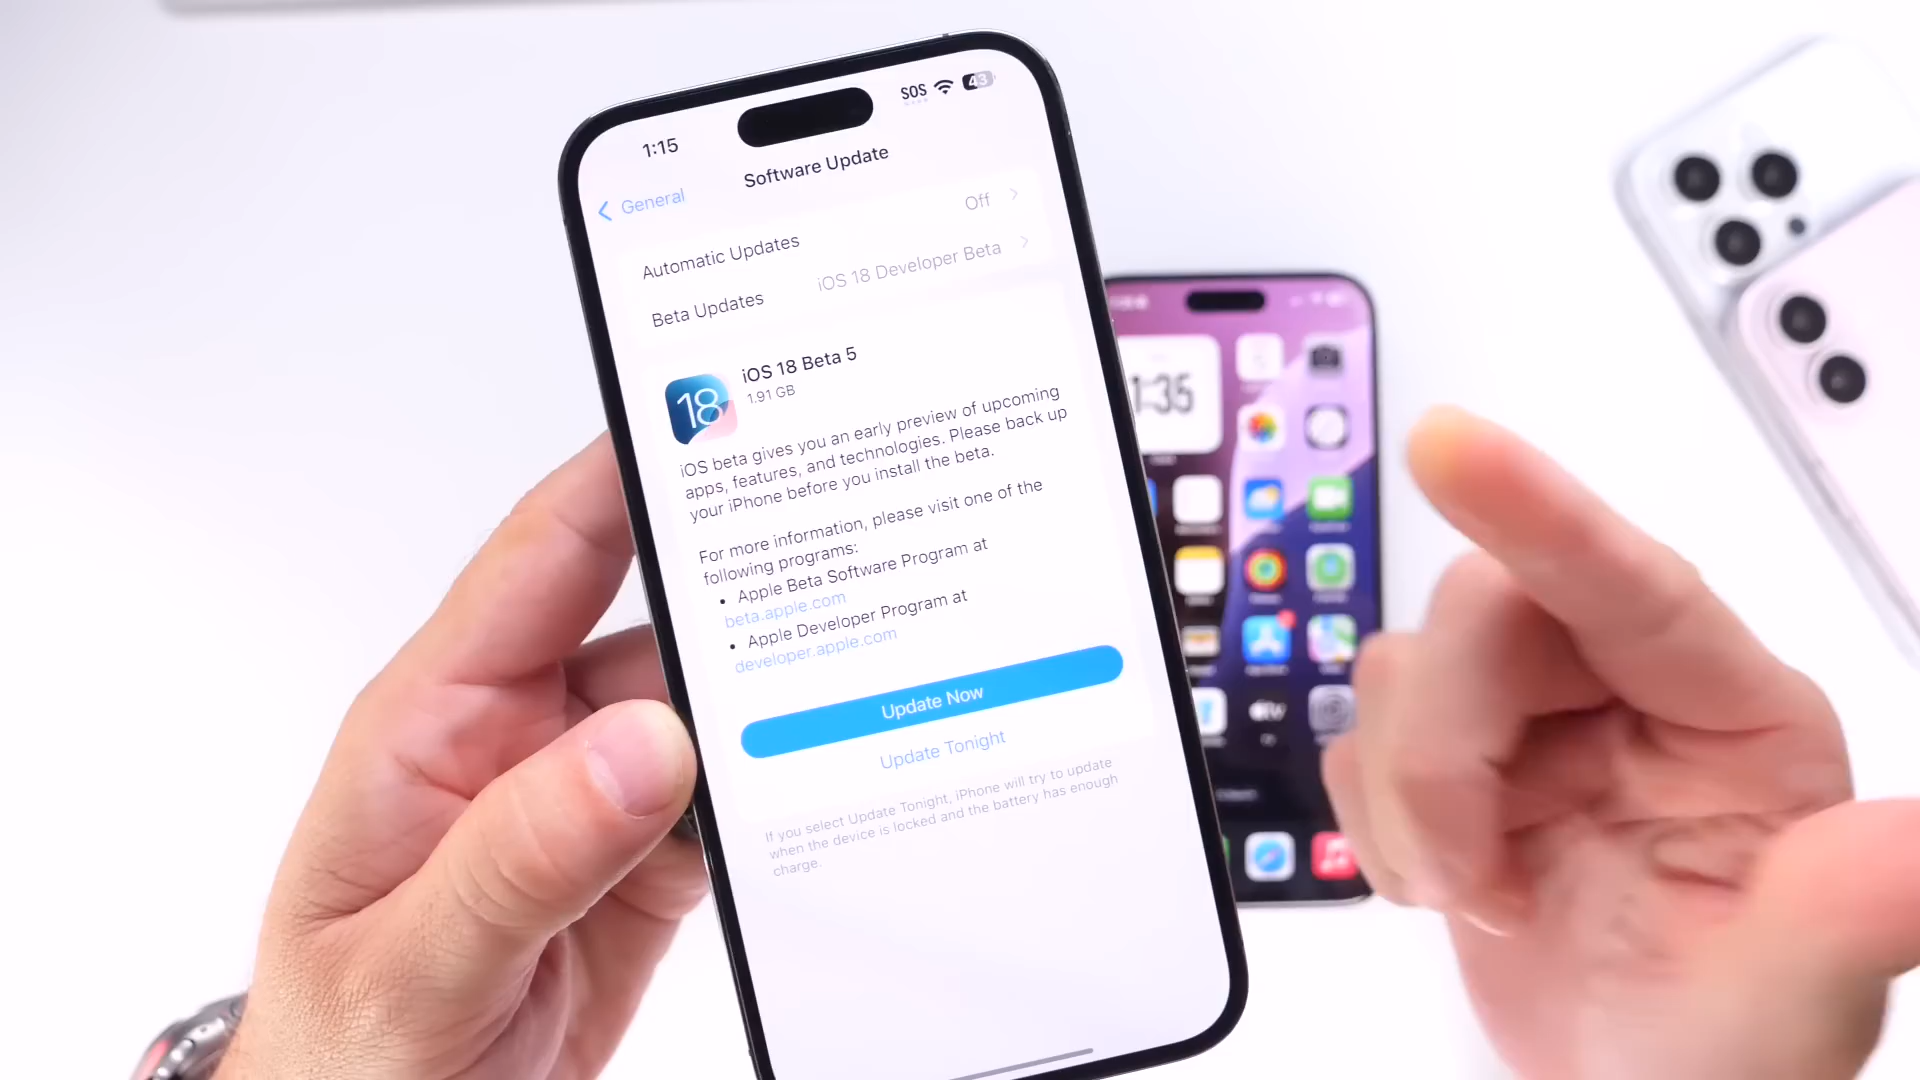 1:15
SOS
43
General
Software Update
Automatic Updates
Off
Beta Updates
iOS 18 Developer Beta
18
iOS 18 Beta 5
1.91 GB
iOS beta gives you an early preview of upcoming
apps, features, and technologies. Please back up
your iPhone before you install the beta.
For more information, please visit one of the
following programs:
• Apple Beta Software Program at
beta.apple.com
• Apple Developer Program at
developer.apple.com
Update Now
Update Tonight
If you select Update Tonight, iPhone will try to update
when the device is locked and the battery has enough
charge.
1:35